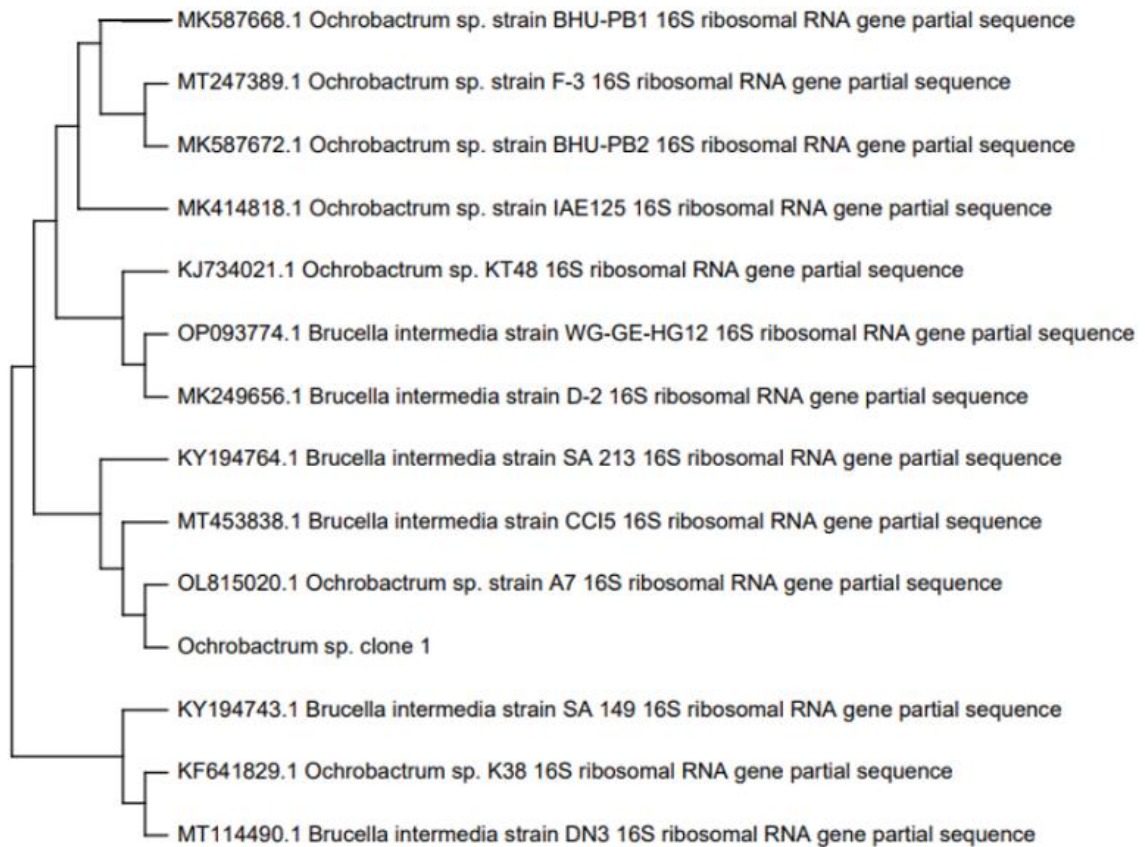 MK587668.1 Ochrobactrum sp. strain BHU-PB1 16S ribosomal RNA gene partial sequence
MT247389.1 Ochrobactrum sp. strain F-3 16S ribosomal RNA gene partial sequence
MK587672.1 Ochrobactrum sp. strain BHU-PB2 16S ribosomal RNA gene partial sequence
MK414818.1 Ochrobactrum sp. strain IAE125 16S ribosomal RNA gene partial sequence
KJ734021.1 Ochrobactrum sp. KT48 16S ribosomal RNA gene partial sequence
OP093774.1 Brucella intermedia strain WG-GE-HG12 16S ribosomal RNA gene partial sequence
MK249656.1 Brucella intermedia strain D-2 16S ribosomal RNA gene partial sequence
KY194764.1 Brucella intermedia strain SA 213 16S ribosomal RNA gene partial sequence
MT453838.1 Brucella intermedia strain CCI5 16S ribosomal RNA gene partial sequence
OL815020.1 Ochrobactrum sp. strain A7 16S ribosomal RNA gene partial sequence
Ochrobactrum sp. clone 1
KY194743.1 Brucella intermedia strain SA 149 16S ribosomal RNA gene partial sequence
KF641829.1 Ochrobactrum sp. K38 16S ribosomal RNA gene partial sequence
MT114490.1 Brucella intermedia strain DN3 16S ribosomal RNA gene partial sequence